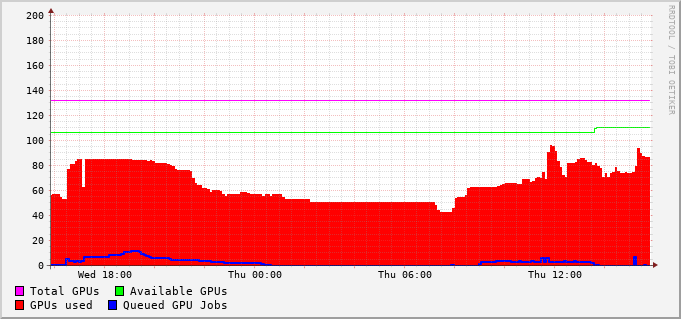 200
180
160
140
120
100
80
60
40
20
0
Wed 18:00 Thu 00:00 Thu 06:00 Thu 12:00
Total GPUs Available GPUs
GPUs used Queued GPU Jobs
RRDTOOL / TOBI OETIKER